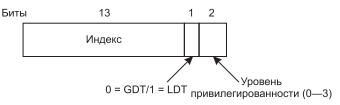 Биты 13 1 2
Индекс
0 = GDT/1 = LDT
Уровень
привилегированности (0—3)